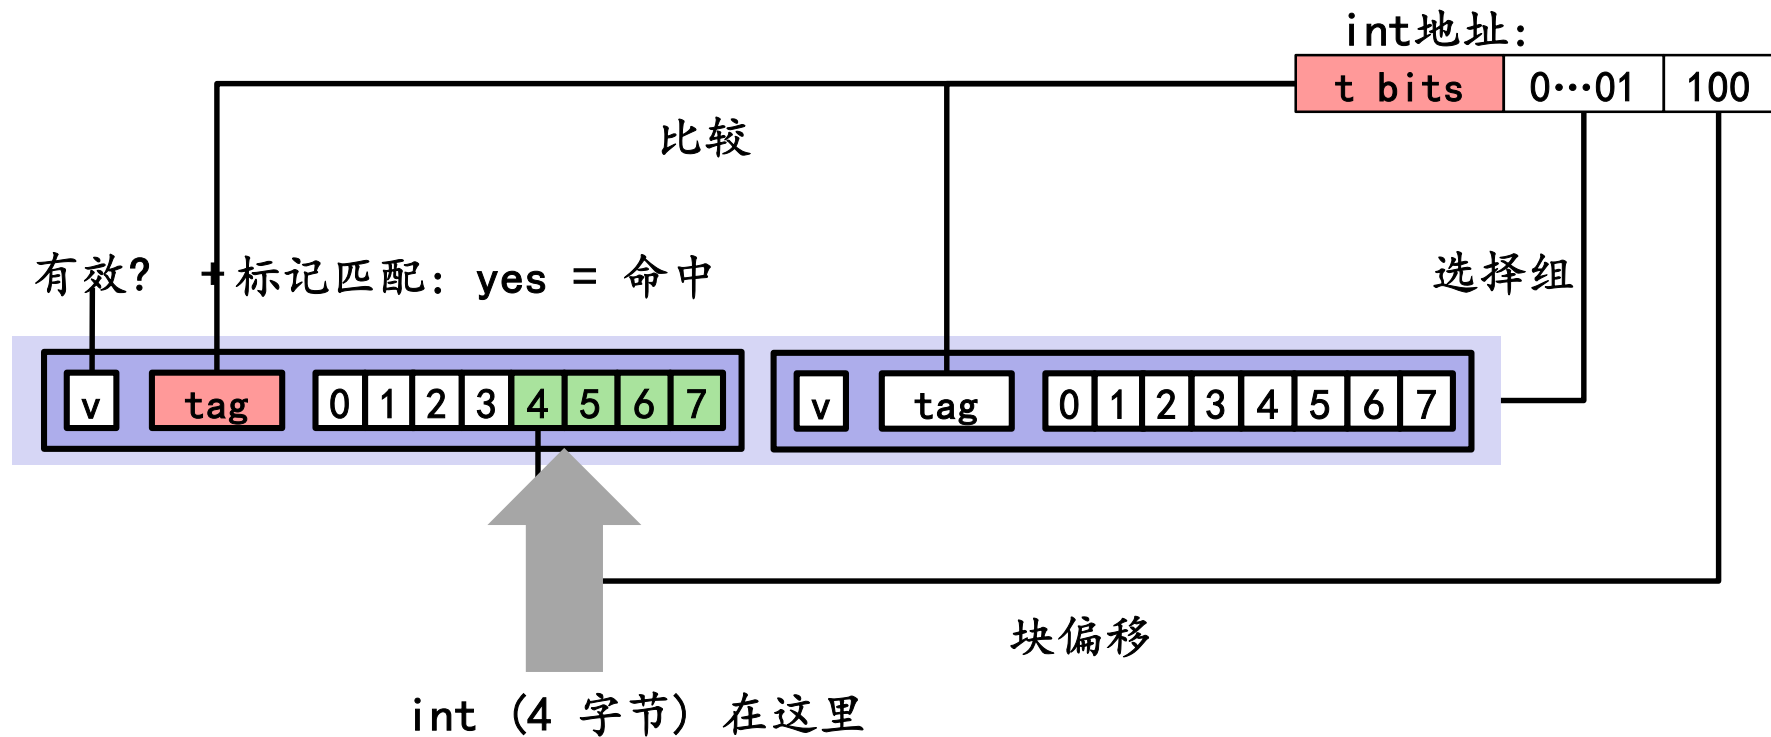 int地址:
t bits 0···01 100
比较
有效? + 标记匹配: yes = 命中
选择组
v tag 0 1 2 3 4 5 6 7 v tag 0 1 2 3 4 5 6 7
块偏移
int (4 字节) 在这里